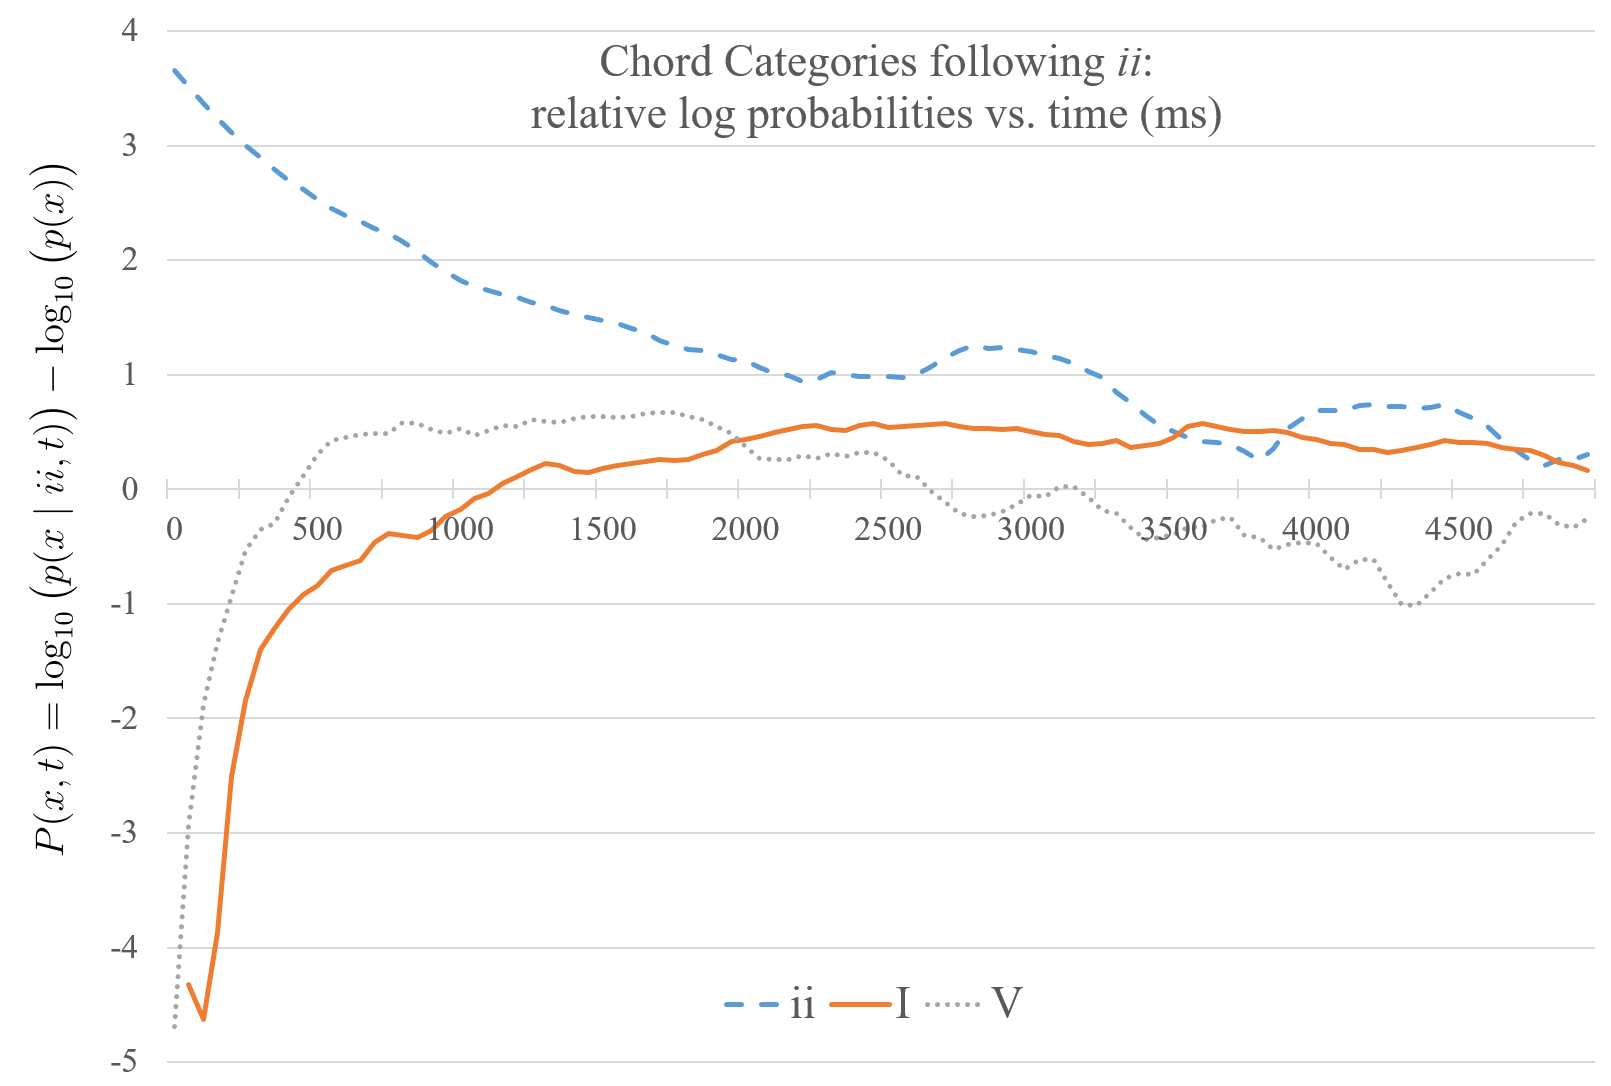 Chord Categories following ii:
relative log probabilities vs. time (ms)
P(x, t) = log₁₀ (p(x | ii, t)) − log₁₀ (p(x))
4
3
2
1
0
-1
-2
-3
-4
-5
0 500 1000 1500 2000 2500 3000 3500 4000 4500
ii I V